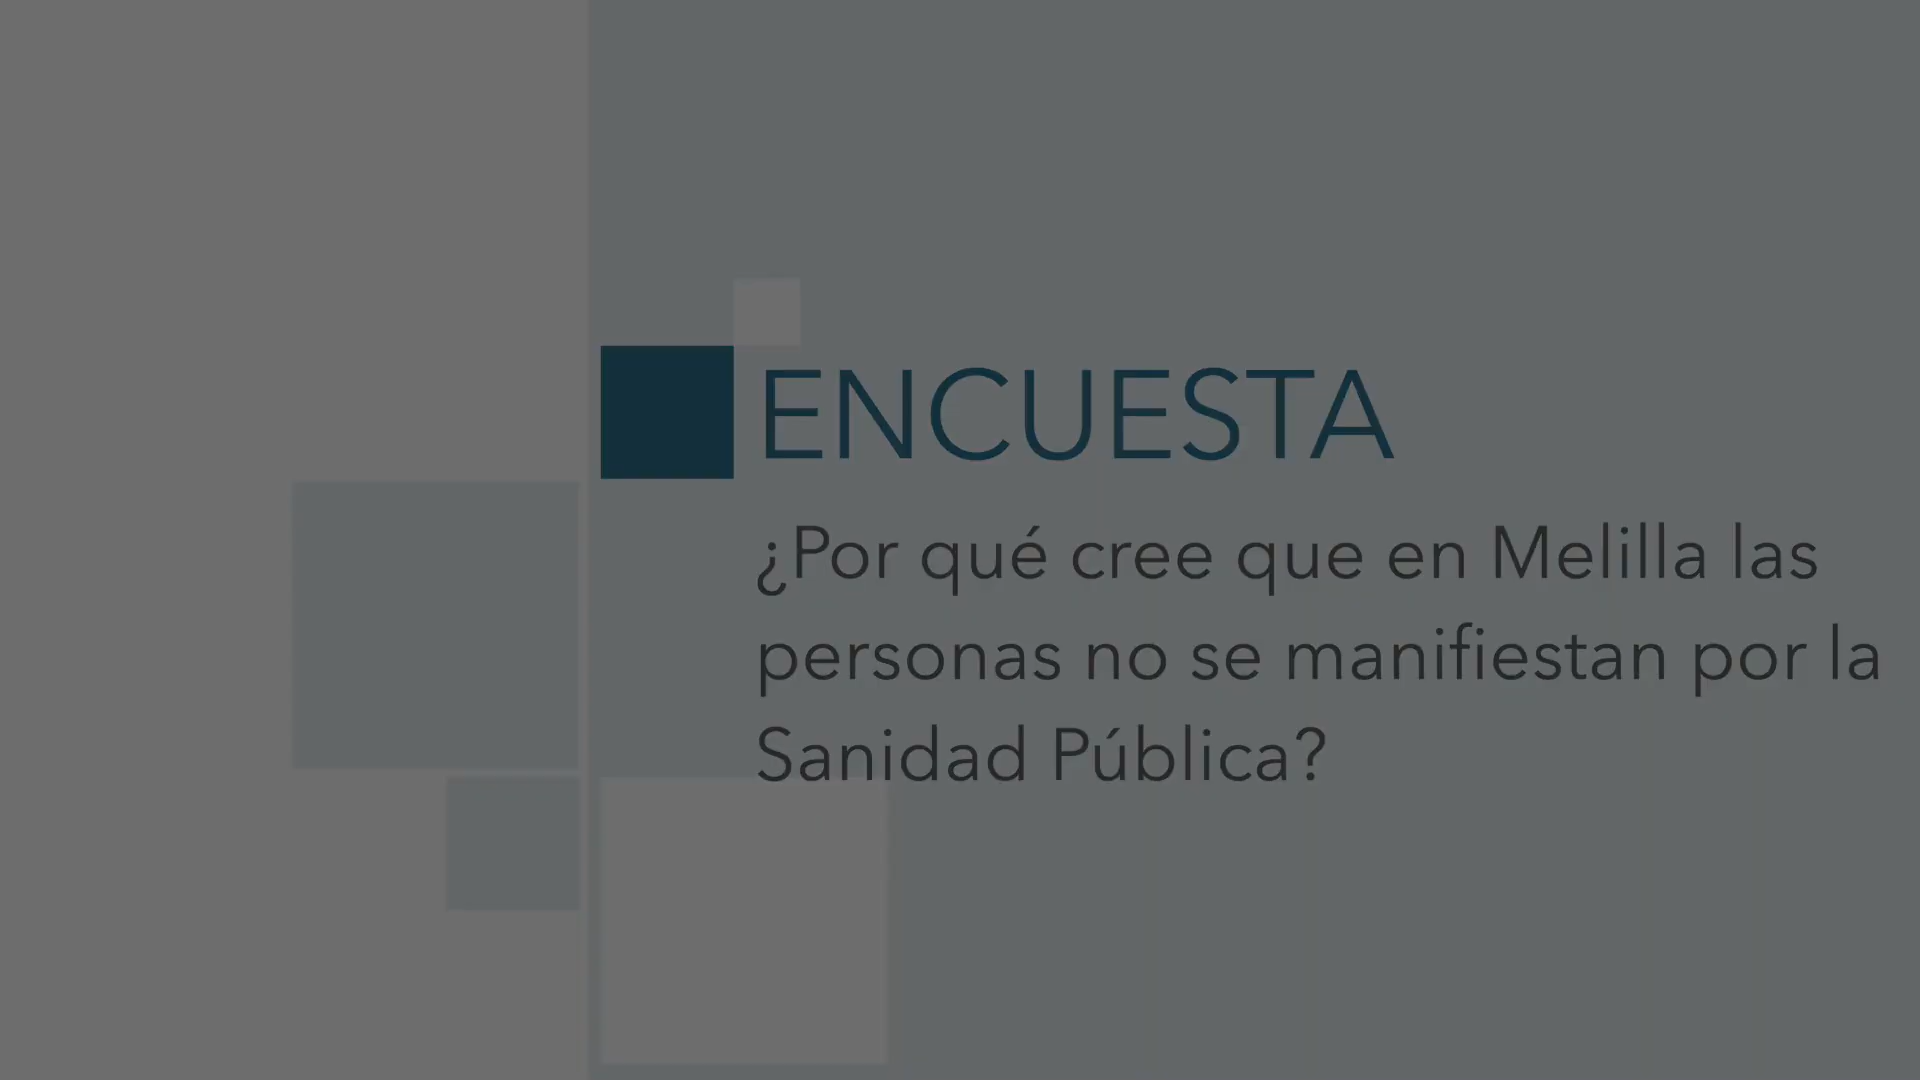 ENCUESTA
¿Por qué cree que en Melilla las
personas no se manifiestan por la
Sanidad Pública?